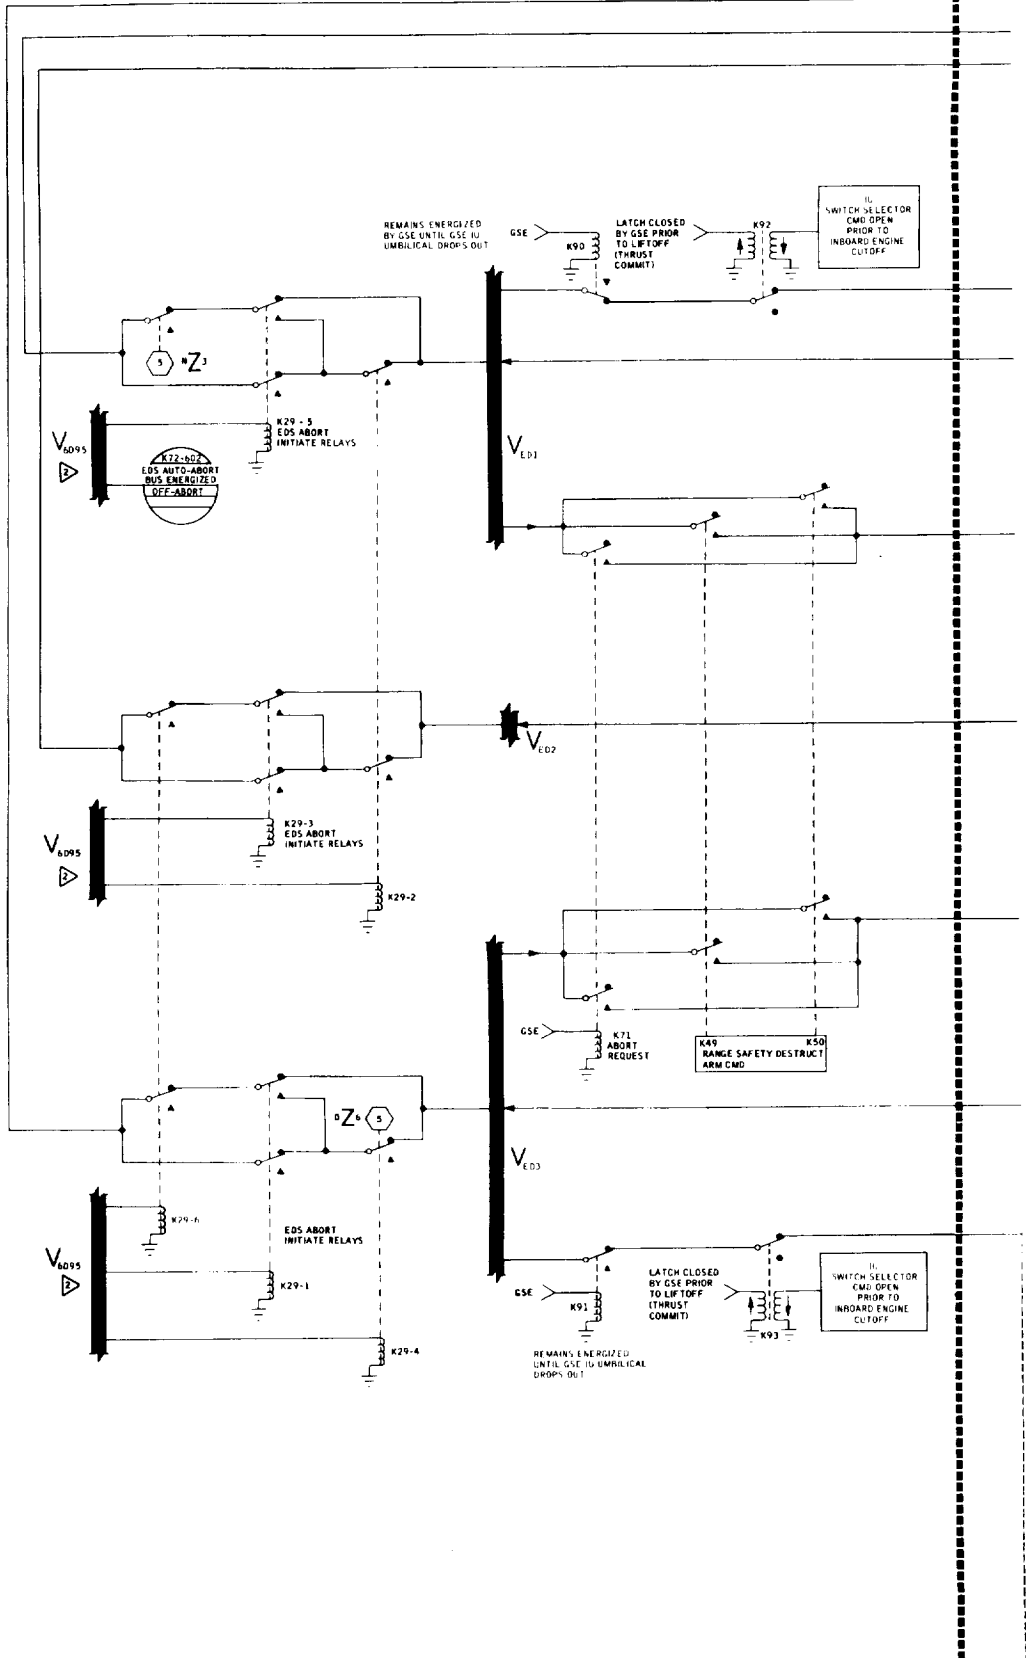 REMAINS ENERGIZED
BY GSE UNTIL GSE IU
UMBILICAL DROPS OUT
GSE
K90
LATCH CLOSED
BY GSE PRIOR
TO LIFTOFF
(THRUST
COMMIT)
K92
IU
SWITCH SELECTOR
CMD OPEN
PRIOR TO
INBOARD ENGINE
CUTOFF
5
Z3
K29-5
EDS ABORT
INITIATE RELAYS
V6D95
2
K72-602
EDS AUTO-ABORT
BUS ENERGIZED
OFF-ABORT
VED1
VED2
K29-3
EDS ABORT
INITIATE RELAYS
V6D95
2
K29-2
GSE
K71
ABORT
REQUEST
K49 K50
RANGE SAFETY DESTRUCT
ARM CMD
Z6
5
VED3
K29-6
EDS ABORT
INITIATE RELAYS
V6D95
2
K29-1
K29-4
GSE
K91
REMAINS ENERGIZED
UNTIL GSE IU UMBILICAL
DROPS OUT
LATCH CLOSED
BY GSE PRIOR
TO LIFTOFF
(THRUST
COMMIT)
K93
IU
SWITCH SELECTOR
CMD OPEN
PRIOR TO
INBOARD ENGINE
CUTOFF